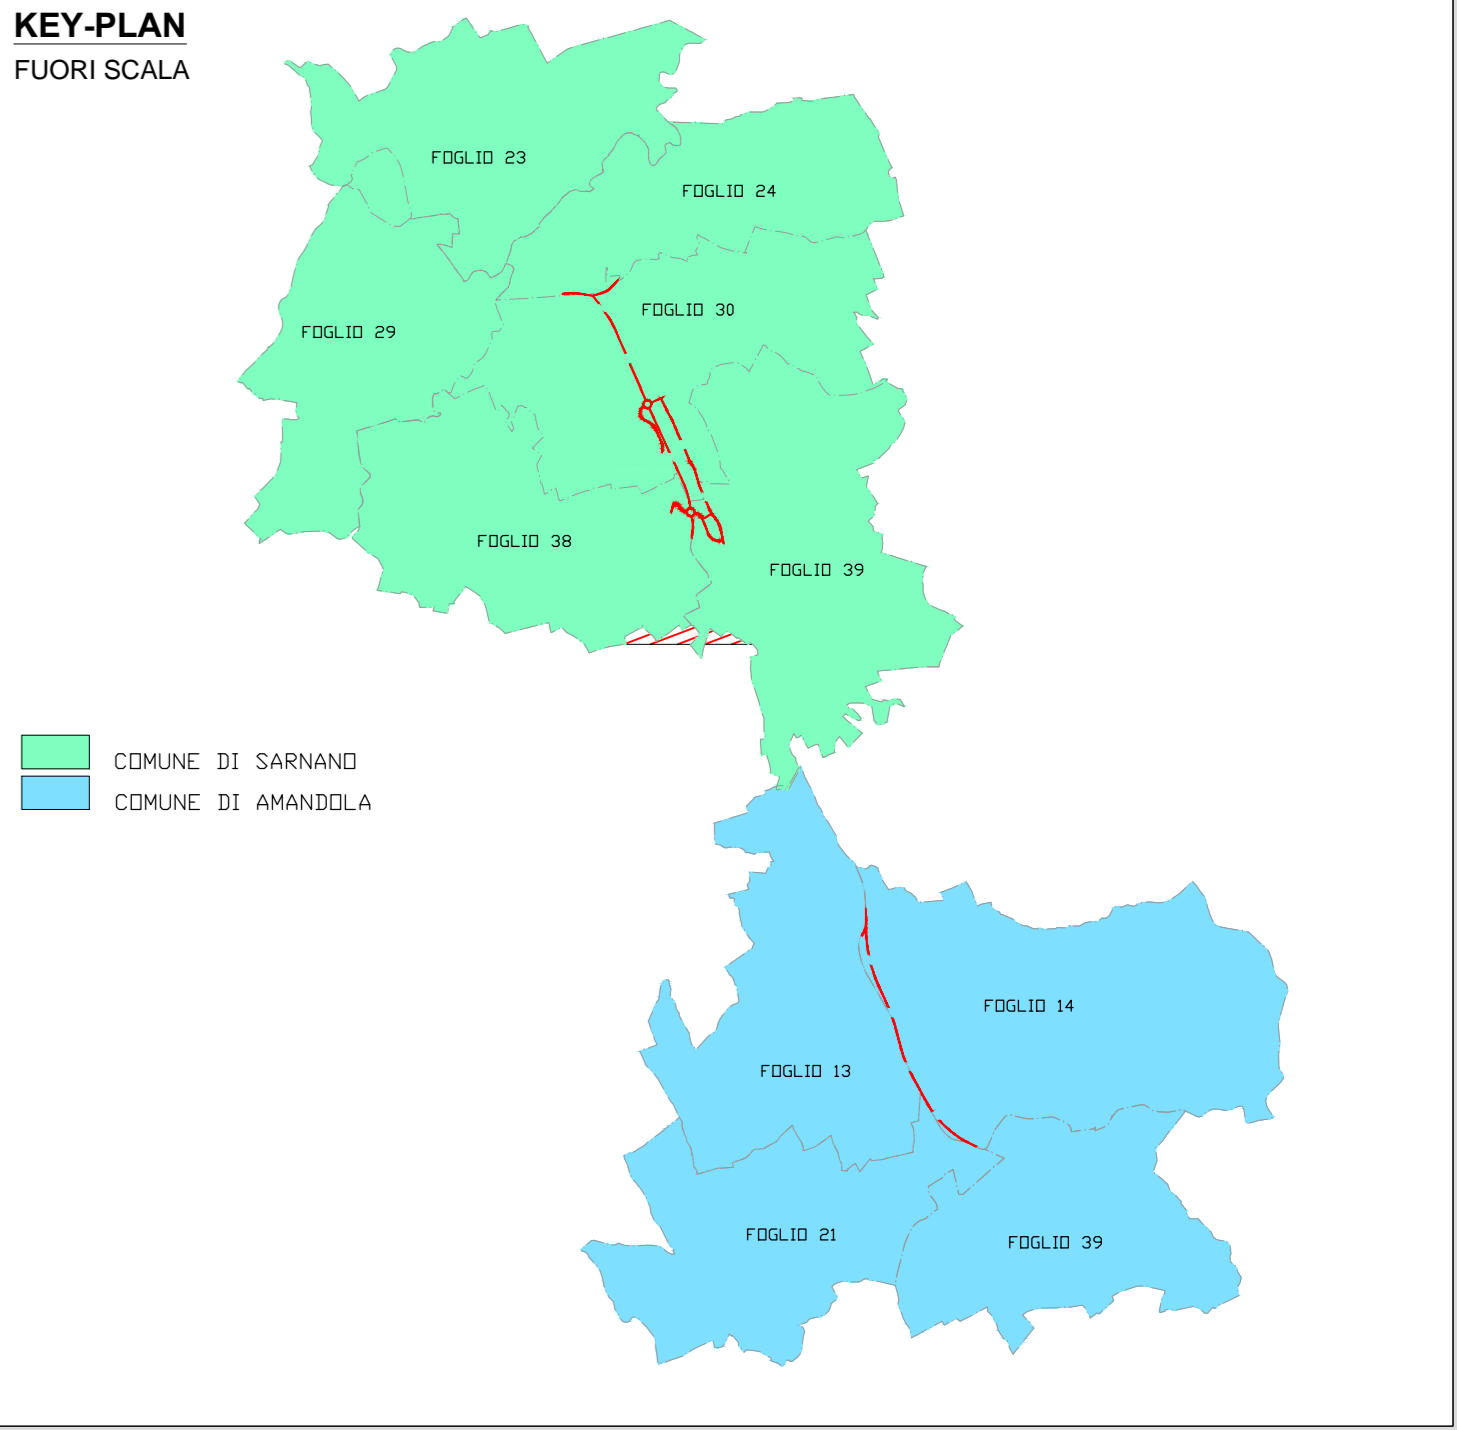 KEY-PLAN
FUORI SCALA
FOGLIO 23
FOGLIO 24
FOGLIO 30
FOGLIO 29
FOGLIO 38
FOGLIO 39
COMUNE DI SARNANO
COMUNE DI AMANDOLA
FOGLIO 14
FOGLIO 13
FOGLIO 21
FOGLIO 39